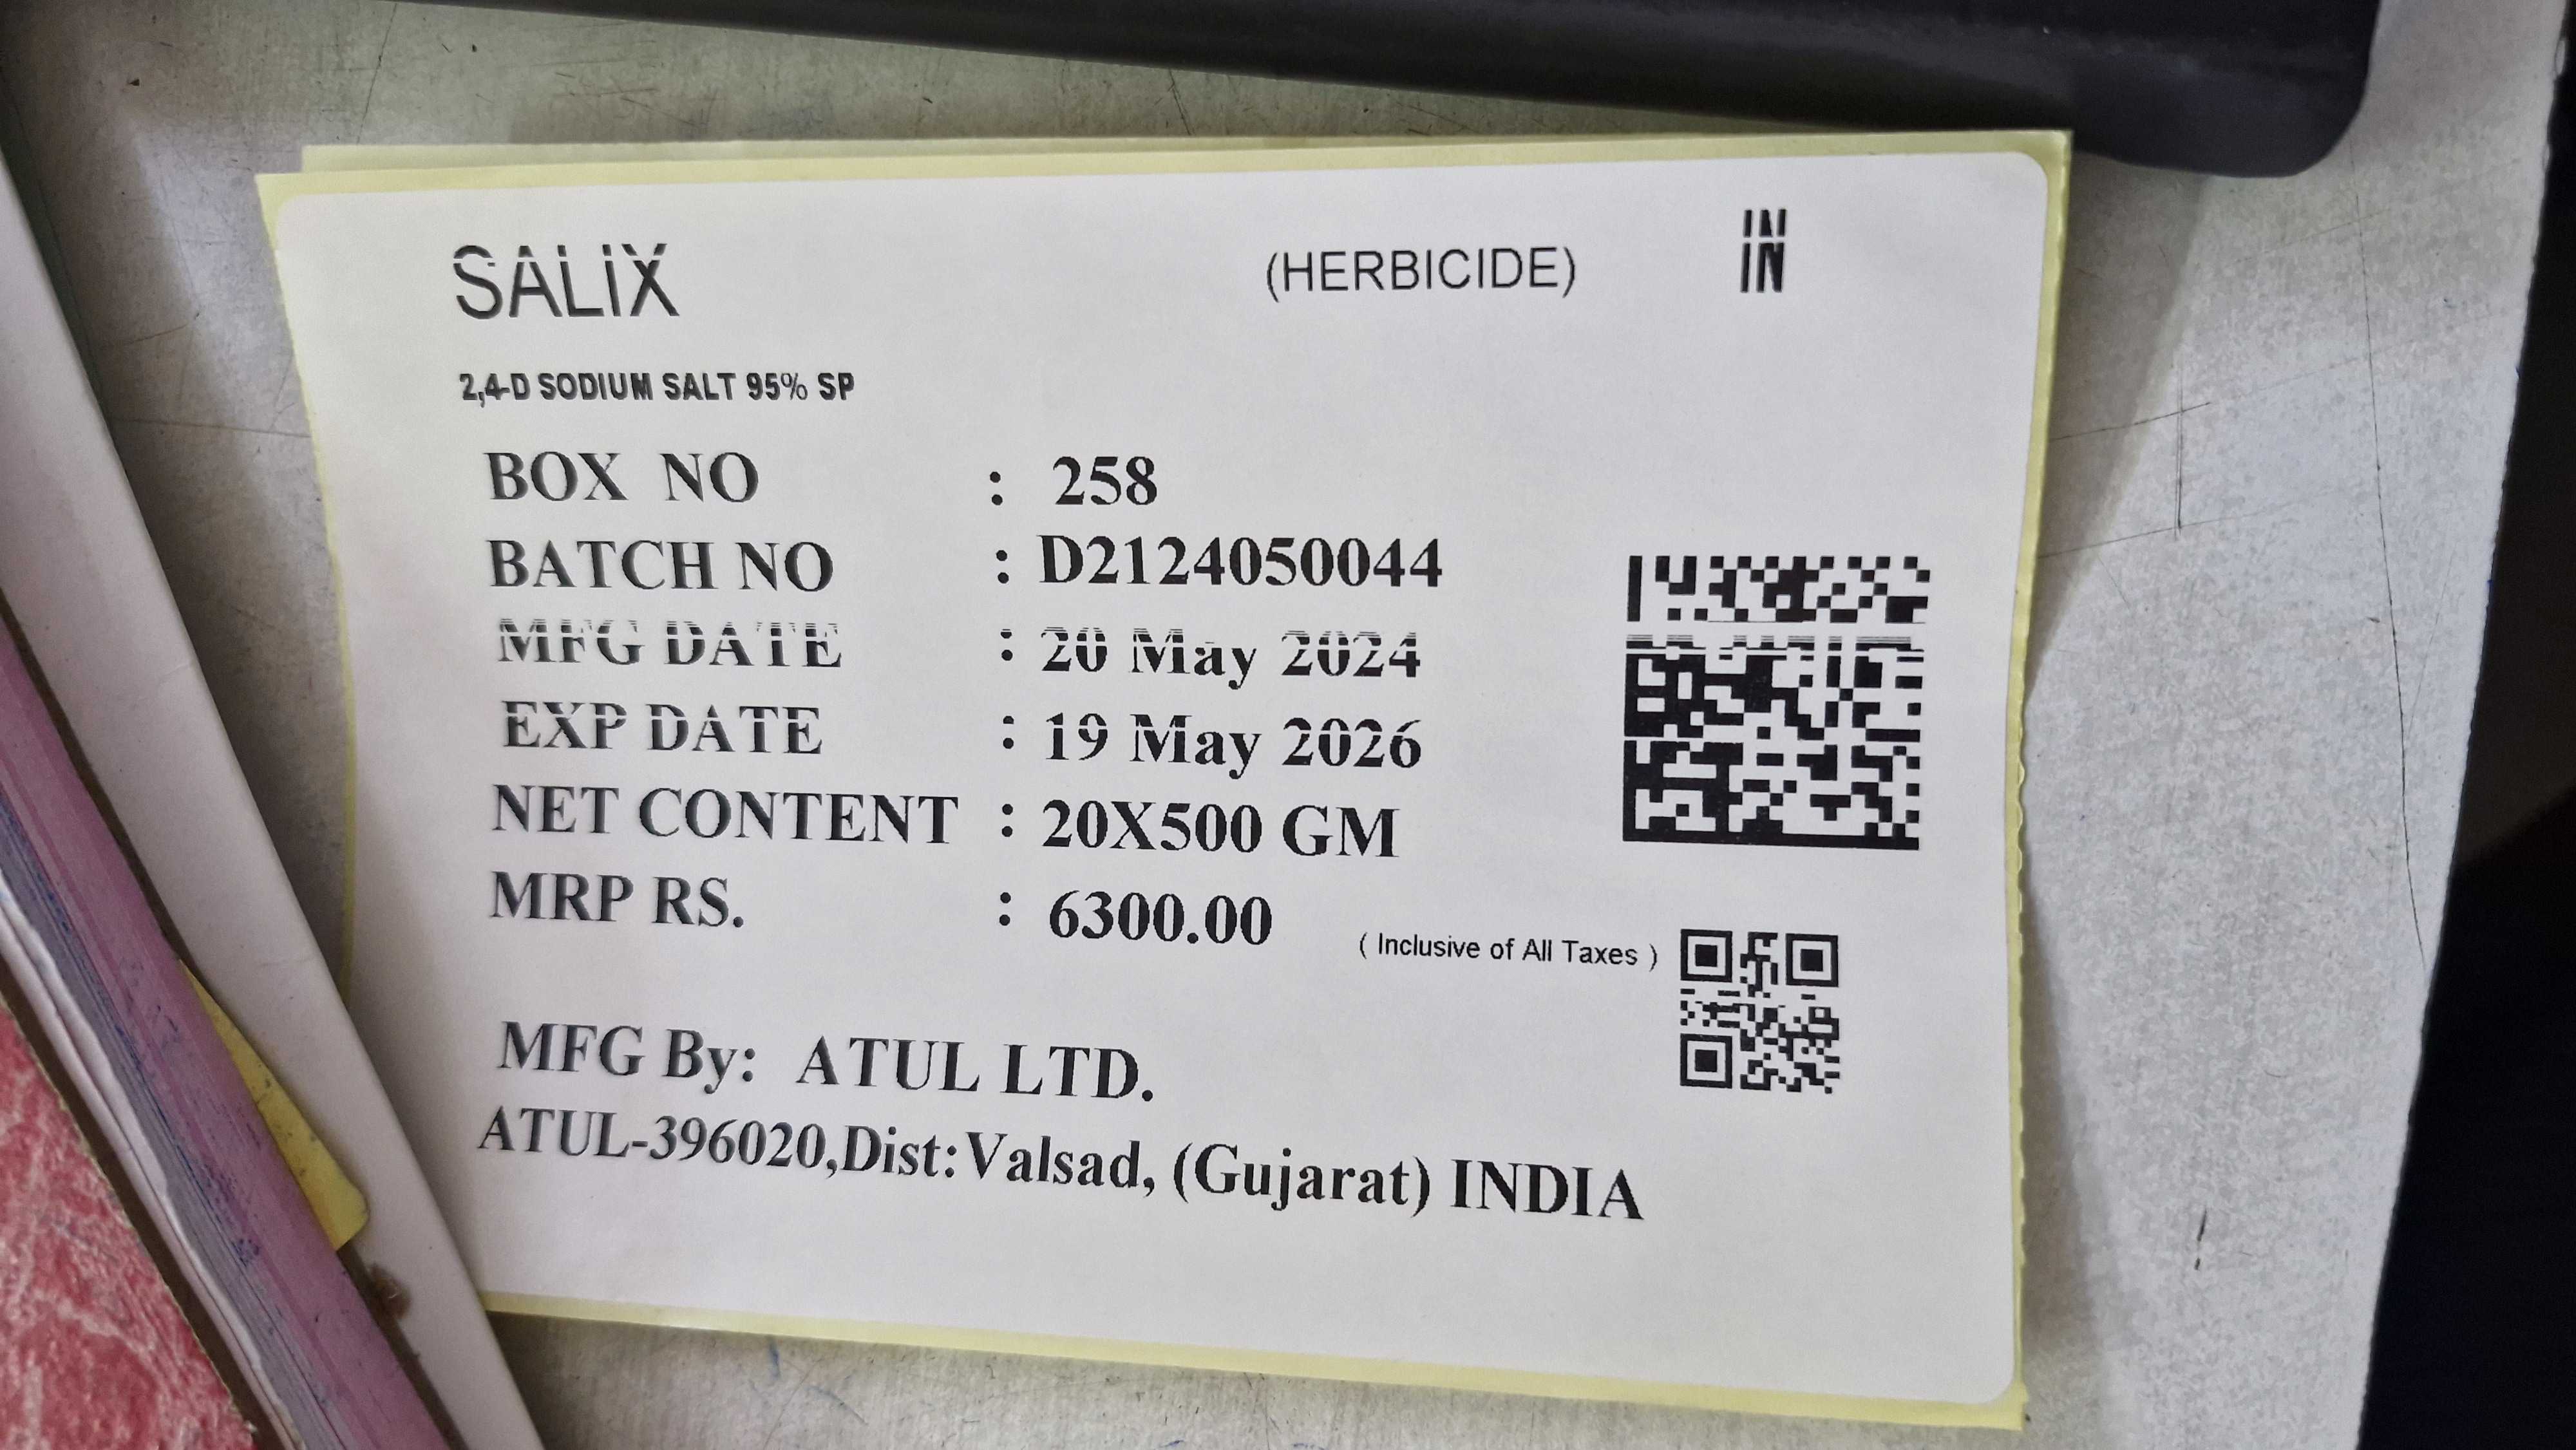 SALIX (HERBICIDE) IN
2,4-D SODIUM SALT 95% SP
BOX NO : 258
BATCH NO : D2124050044
MFG DATE : 20 May 2024
EXP DATE : 19 May 2026
NET CONTENT : 20X500 GM
MRP RS. : 6300.00 ( Inclusive of All Taxes )
MFG By: ATUL LTD.
ATUL-396020,Dist:Valsad, (Gujarat) INDIA